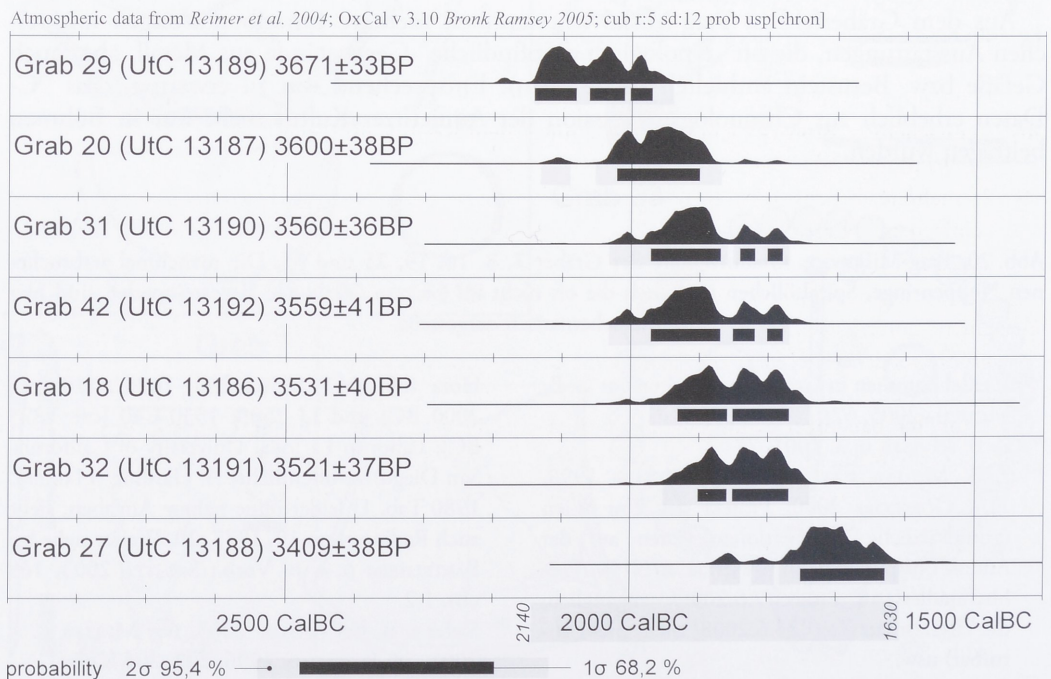 Atmospheric data from Reimer et al. 2004; OxCal v 3.10 Bronk Ramsey 2005; cub r:5 sd:12 prob usp[chron]
Grab 29 (UtC 13189) 3671±33BP
Grab 20 (UtC 13187) 3600±38BP
Grab 31 (UtC 13190) 3560±36BP
Grab 42 (UtC 13192) 3559±41BP
Grab 18 (UtC 13186) 3531±40BP
Grab 32 (UtC 13191) 3521±37BP
Grab 27 (UtC 13188) 3409±38BP
2500 CalBC 2140 2000 CalBC 1630 1500 CalBC
probability 2σ 95,4 % 1σ 68,2 %